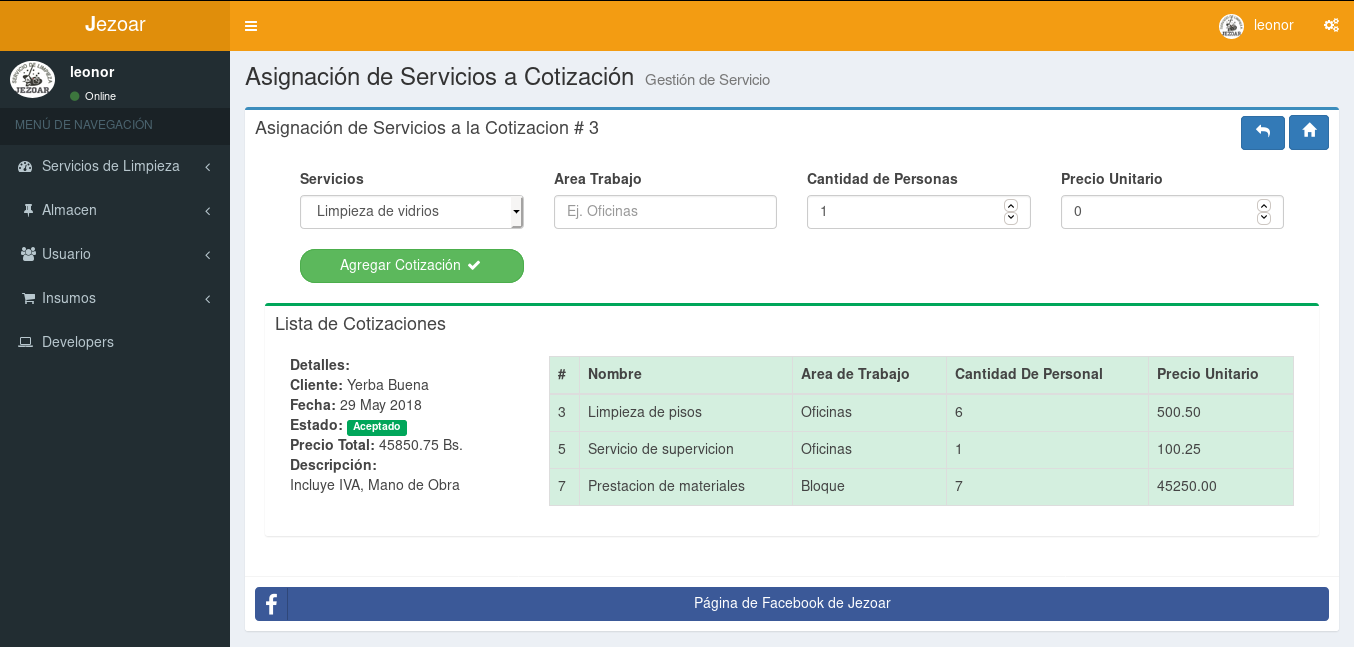 Jezoar
leonor
leonor
Online
MENÚ DE NAVEGACIÓN
Servicios de Limpieza
Almacen
Usuario
Insumos
Developers
Asignación de Servicios a Cotización Gestión de Servicio
Asignación de Servicios a la Cotizacion # 3
Servicios Area Trabajo Cantidad de Personas Precio Unitario
Limpieza de vidrios Ej. Oficinas 1 0
Agregar Cotización
Lista de Cotizaciones
Detalles:
Cliente: Yerba Buena
Fecha: 29 May 2018
Estado: Aceptado
Precio Total: 45850.75 Bs.
Descripción:
Incluye IVA, Mano de Obra
# Nombre Area de Trabajo Cantidad De Personal Precio Unitario
3 Limpieza de pisos Oficinas 6 500.50
5 Servicio de supervicion Oficinas 1 100.25
7 Prestacion de materiales Bloque 7 45250.00
Página de Facebook de Jezoar